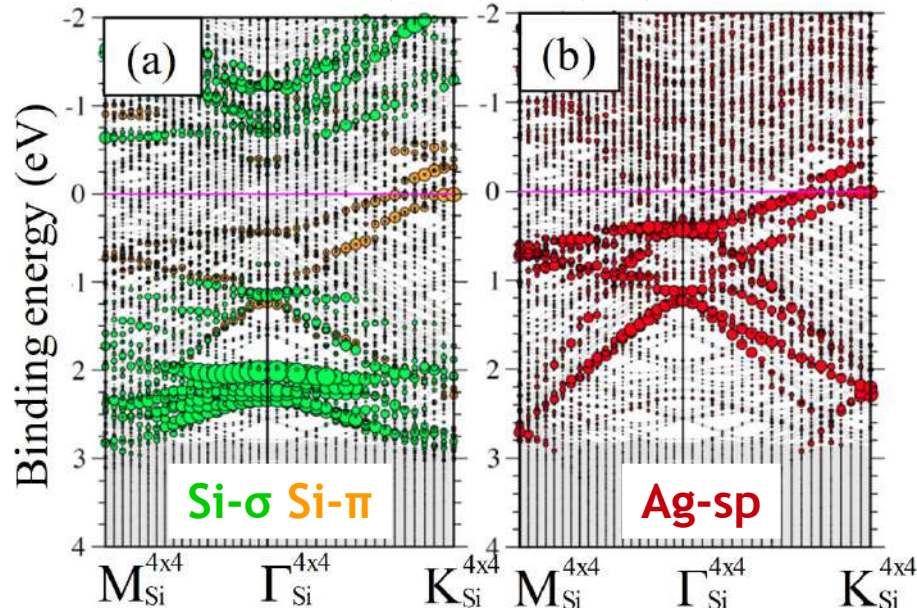 (a)
(b)
Binding energy (eV)
-2
-1
0
1
2
3
4
-2
-1
0
1
2
3
4
Si-σ Si-π
Ag-sp
M_Si^4x4 Γ_Si^4x4 K_Si^4x4
M_Si^4x4 Γ_Si^4x4 K_Si^4x4